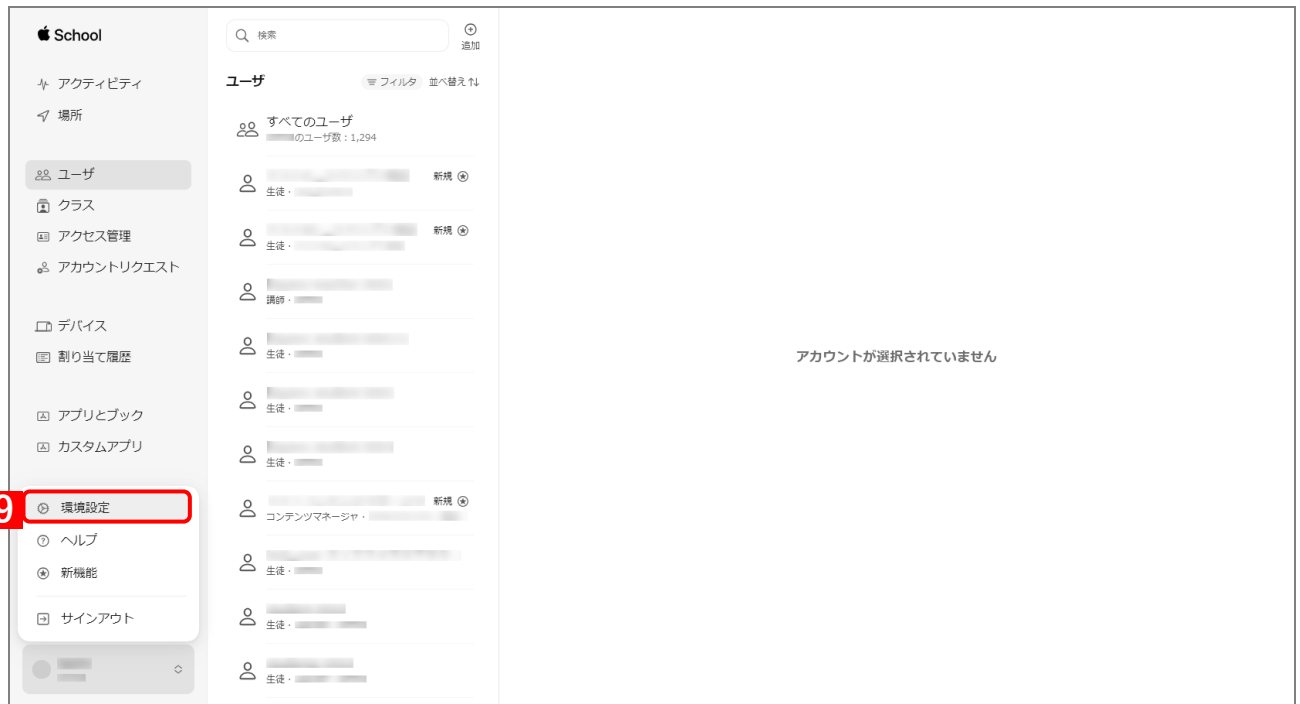 School
アクティビティ
場所
ユーザ
クラス
アクセス管理
アカウントリクエスト
デバイス
割り当て履歴
アプリとブック
カスタムアプリ
9
環境設定
ヘルプ
新機能
サインアウト
検索
追加
ユーザ
フィルタ 並べ替え
すべてのユーザ
のユーザ数：1,294
新規
生徒・
新規
生徒・
講師・
生徒・
生徒・
生徒・
新規
コンテンツマネージャ・
生徒・
生徒・
生徒・
アカウントが選択されていません